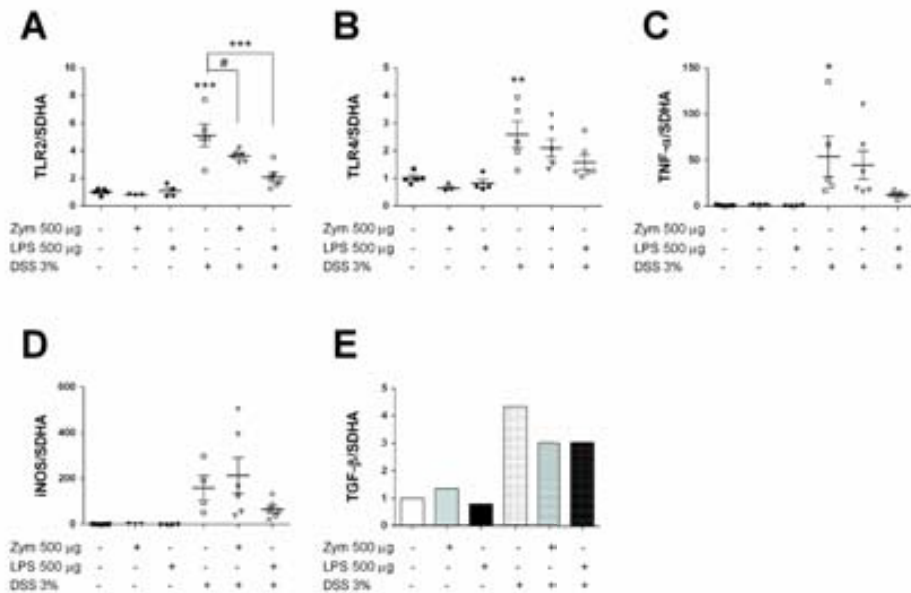 A
B
C
***
#
***
10
8
6
4
2
0
TLR2/SDHA
**
5
4
3
2
1
0
TLR4/SDHA
*
150
100
50
0
TNF-α/SDHA
Zym 500 µg - + - - + -
LPS 500 µg - - + - - +
DSS 3% - - - + + +
Zym 500 µg - + - - + -
LPS 500 µg - - + - - +
DSS 3% - - - + + +
Zym 500 µg - + - - + -
LPS 500 µg - - + - - +
DSS 3% - - - + + +
D
E
600
400
200
0
iNOS/SDHA
5
4
3
2
1
0
TGF-β/SDHA
Zym 500 µg - + - - + -
LPS 500 µg - - + - - +
DSS 3% - - - + + +
Zym 500 µg - + - - + -
LPS 500 µg - - + - - +
DSS 3% - - - + + +